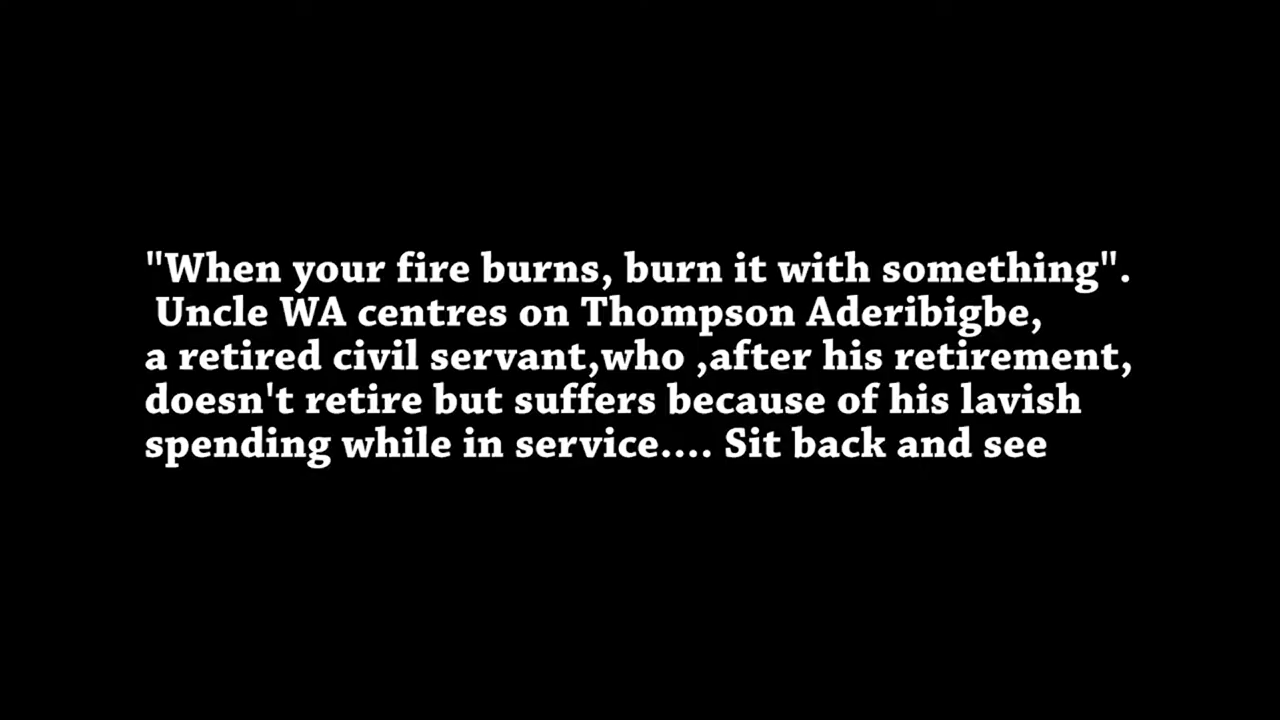 "When your fire burns, burn it with something".
Uncle WA centres on Thompson Aderibigbe,
a retired civil servant,who ,after his retirement,
doesn't retire but suffers because of his lavish
spending while in service.... Sit back and see